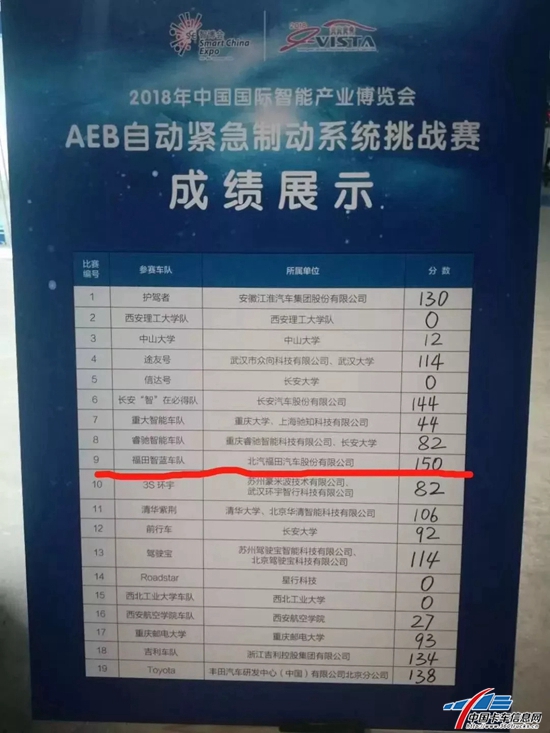 智博会
Smart China
Expo
2018
i-VISTA
2018年中国国际智能产业博览会
AEB自动紧急制动系统挑战赛
成绩展示
比赛编号 参赛车队 所属单位 分数
1 护驾者 安徽江淮汽车集团股份有限公司 130
2 西安理工大学队 西安理工大学队 0
3 中山大学 中山大学 12
4 途友号 武汉市众向科技有限公司、武汉大学 114
5 信达号 长安大学 0
6 长安“智”在必得队 长安汽车股份有限公司 144
7 重大智能车队 重庆大学、上海驰知科技有限公司 44
8 睿驰智能车队 重庆睿驰智能科技有限公司、长安大学 82
9 福田智蓝车队 北汽福田汽车股份有限公司 150
10 3S 环宇 苏州豪米波技术有限公司、
武汉环宇智行科技有限公司 82
11 清华紫荆 清华大学、北京华清智能科技有限公司 106
12 前行车 长安大学 92
13 驾驶宝 苏州驾驶宝智能科技有限公司、
北京驾驶宝科技有限公司 114
14 Roadstar 星行科技 0
15 西北工业大学车队 西北工业大学 0
16 西安航空学院车队 西安航空学院 27
17 重庆邮电大学 重庆邮电大学 93
18 吉利车队 浙江吉利控股集团有限公司 134
19 Toyota 丰田汽车研发中心（中国）有限公司北京分公司 138
中国卡车信息网
www.360trucks.cn